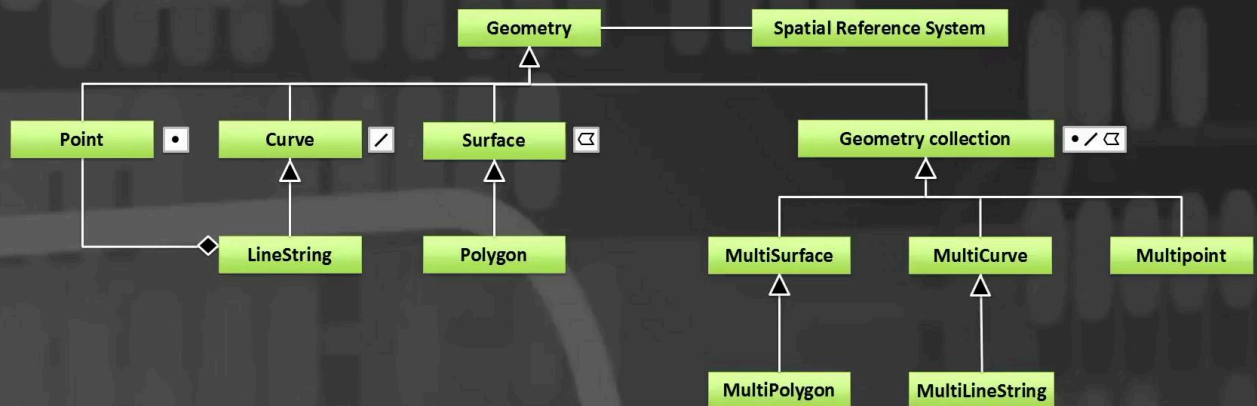 Geometry
Spatial Reference System
Point
Curve
Surface
Geometry collection
LineString
Polygon
MultiSurface
MultiCurve
Multipoint
MultiPolygon
MultiLineString